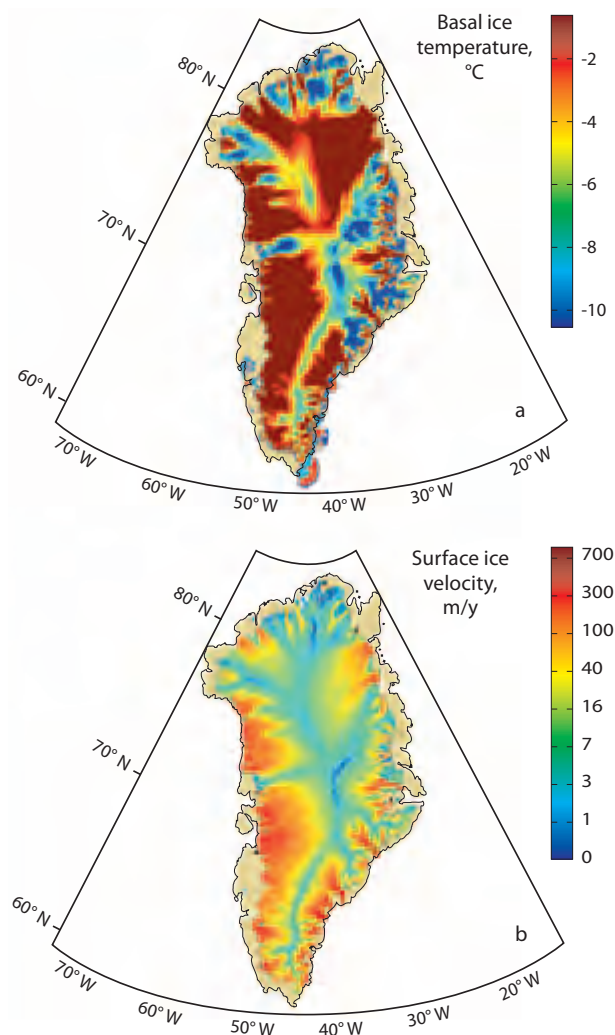 Basal ice
temperature,
°C
-2
-4
-6
-8
-10
80° N
70° N
60° N
70° W
60° W
50° W
40° W
30° W
20° W
a
Surface ice
velocity,
m/y
700
300
100
40
16
7
3
1
0
80° N
70° N
60° N
70° W
60° W
50° W
40° W
30° W
20° W
b